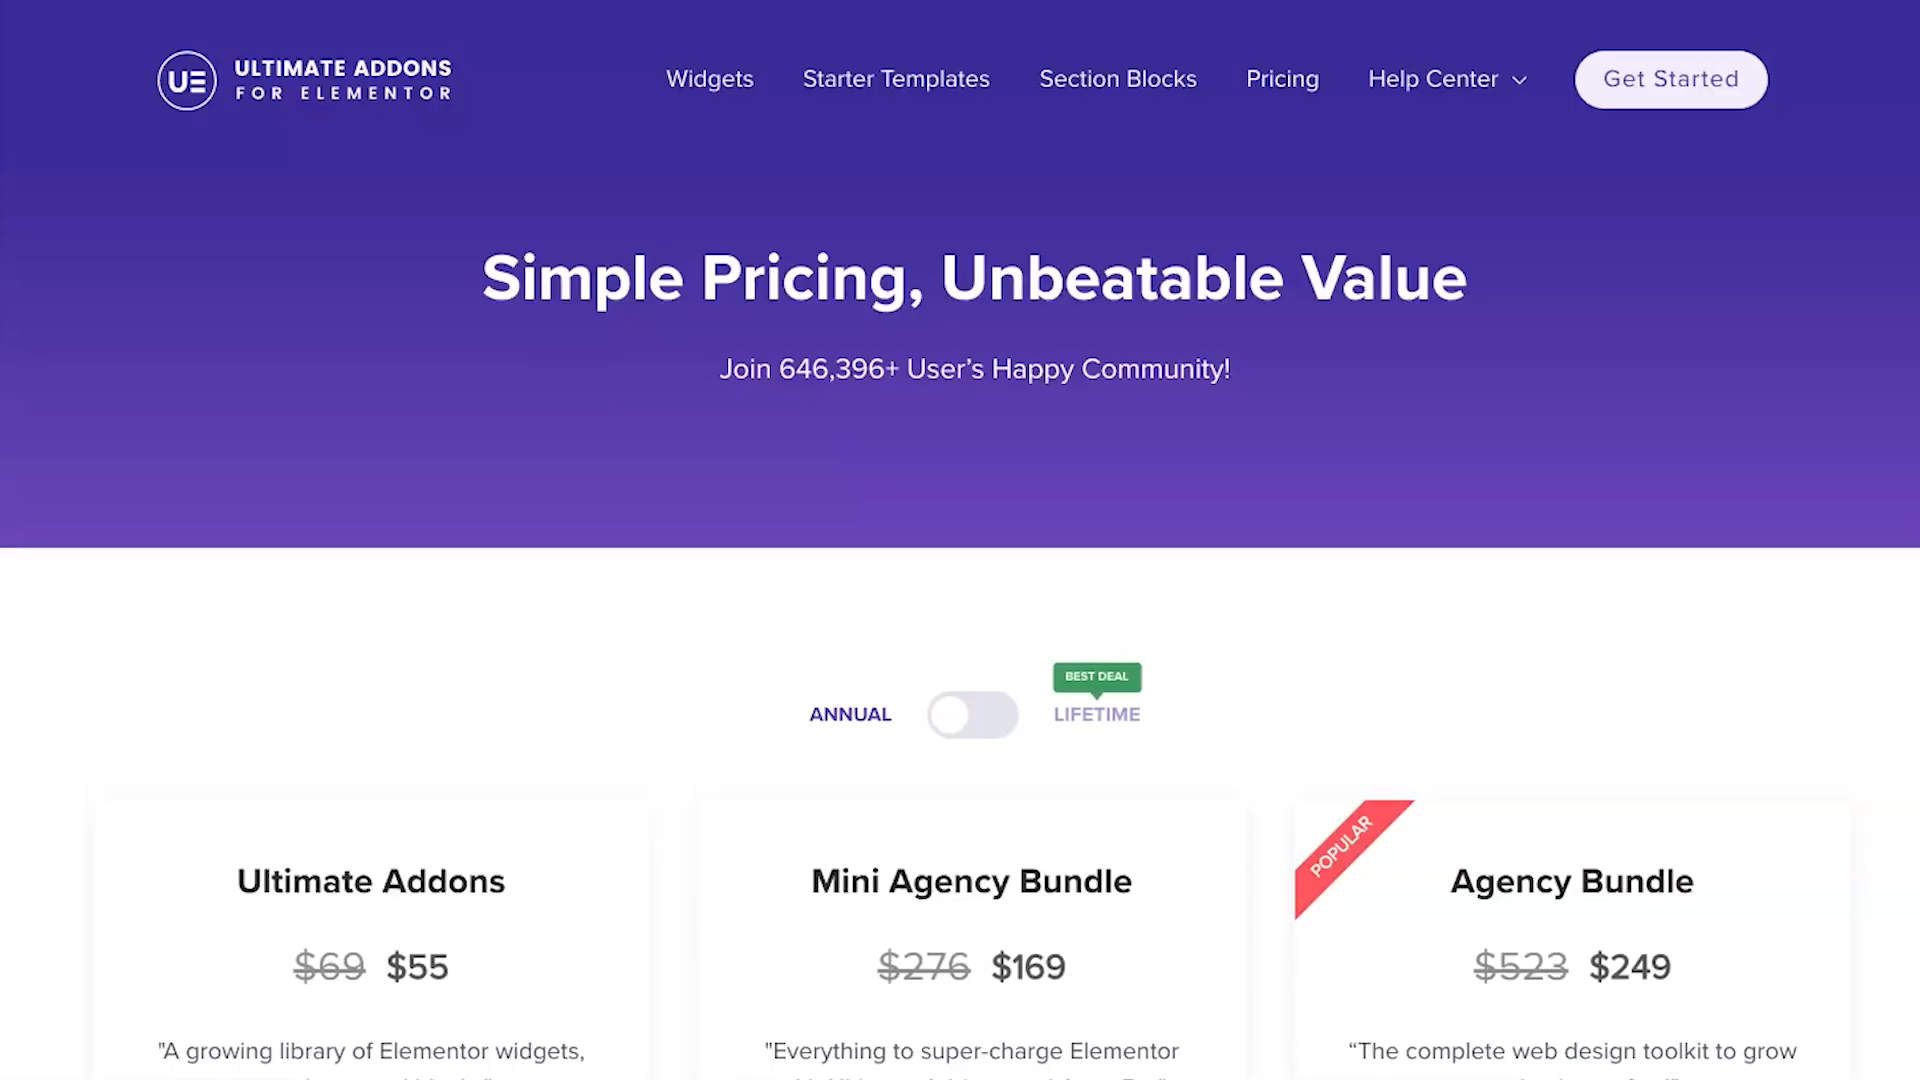 UE ULTIMATE ADDONS
FOR ELEMENTOR
Widgets Starter Templates Section Blocks Pricing Help Center Get Started
Simple Pricing, Unbeatable Value
Join 646,396+ User’s Happy Community!
BEST DEAL
ANNUAL LIFETIME
POPULAR
Ultimate Addons Mini Agency Bundle Agency Bundle
$69 $55 $276 $169 $523 $249
"A growing library of Elementor widgets, "Everything to super-charge Elementor “The complete web design toolkit to grow